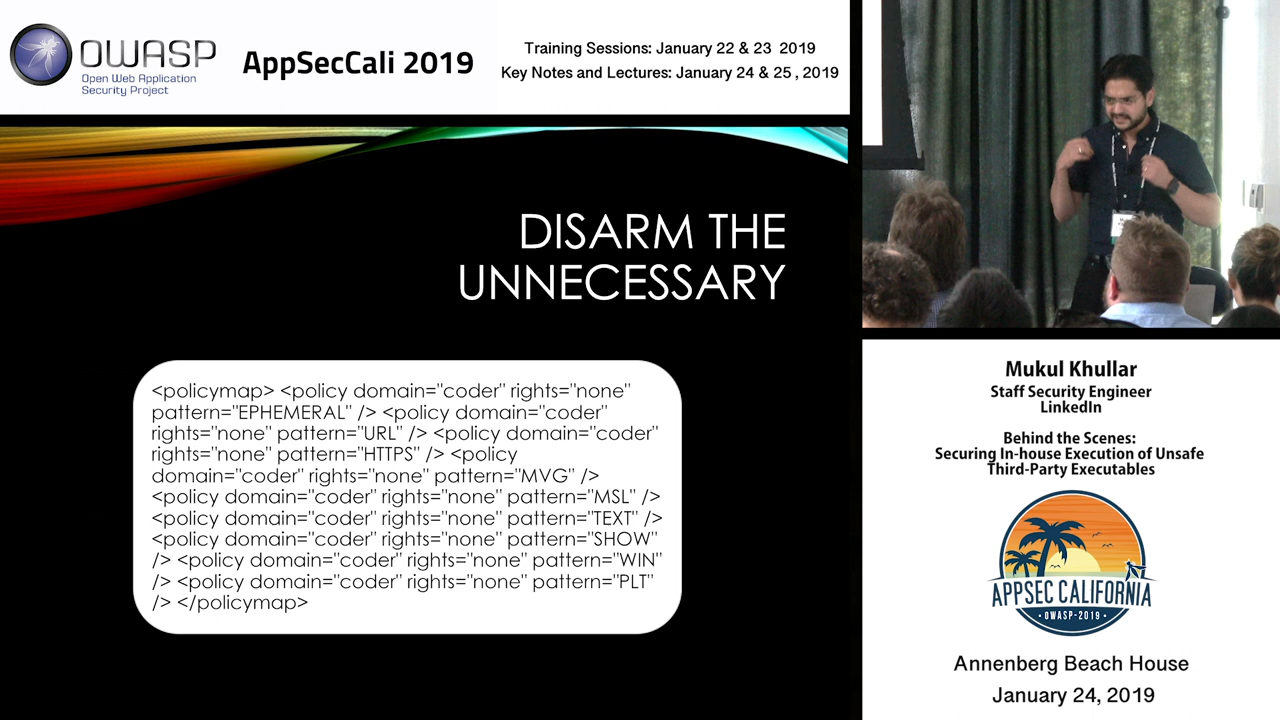 OWASP
Open Web Application
Security Project
AppSecCali 2019
Training Sessions: January 22 & 23 2019
Key Notes and Lectures: January 24 & 25 , 2019
DISARM THE
UNNECESSARY
<policymap> <policy domain="coder" rights="none"
pattern="EPHEMERAL" /> <policy domain="coder"
rights="none" pattern="URL" /> <policy domain="coder"
rights="none" pattern="HTTPS" /> <policy
domain="coder" rights="none" pattern="MVG" />
<policy domain="coder" rights="none" pattern="MSL" />
<policy domain="coder" rights="none" pattern="TEXT" />
<policy domain="coder" rights="none" pattern="SHOW"
/> <policy domain="coder" rights="none" pattern="WIN"
/> <policy domain="coder" rights="none" pattern="PLT"
/> </policymap>
Mukul Khullar
Staff Security Engineer
LinkedIn
Behind the Scenes:
Securing In-house Execution of Unsafe
Third-Party Executables
APPSEC CALIFORNIA
• OWASP-2019 •
Annenberg Beach House
January 24, 2019